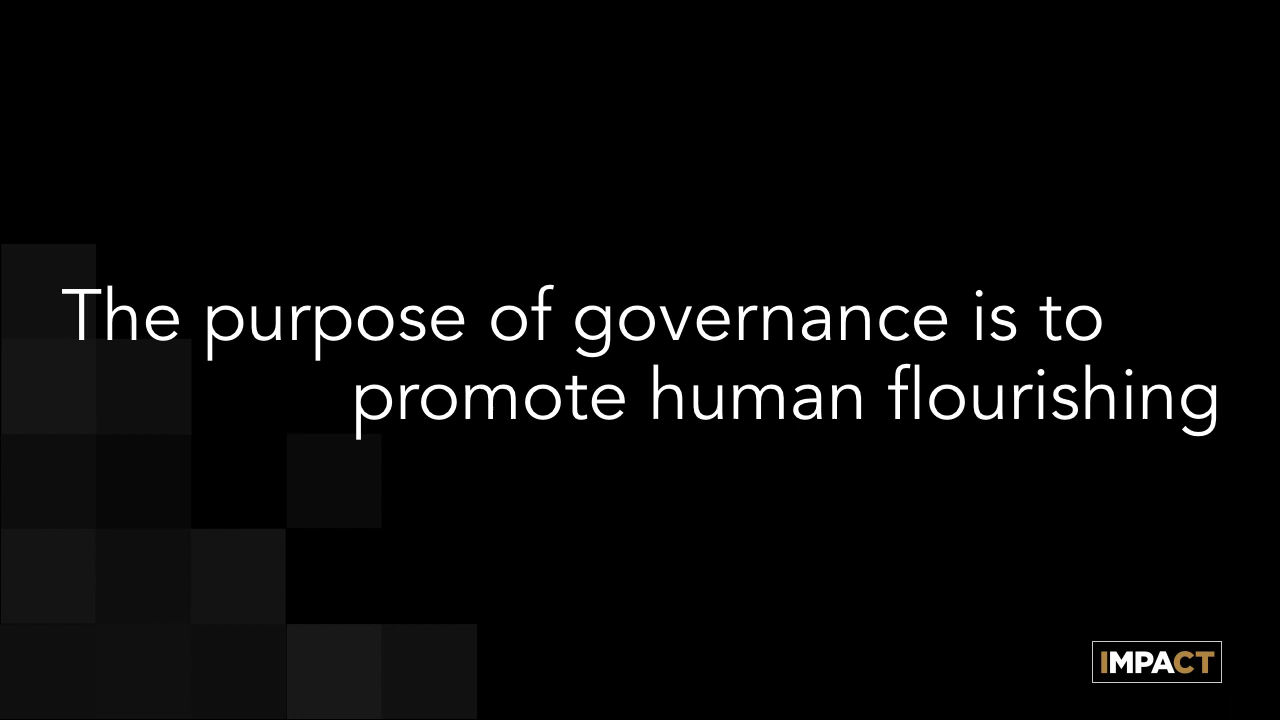 The purpose of governance is to
promote human flourishing
IMPACT